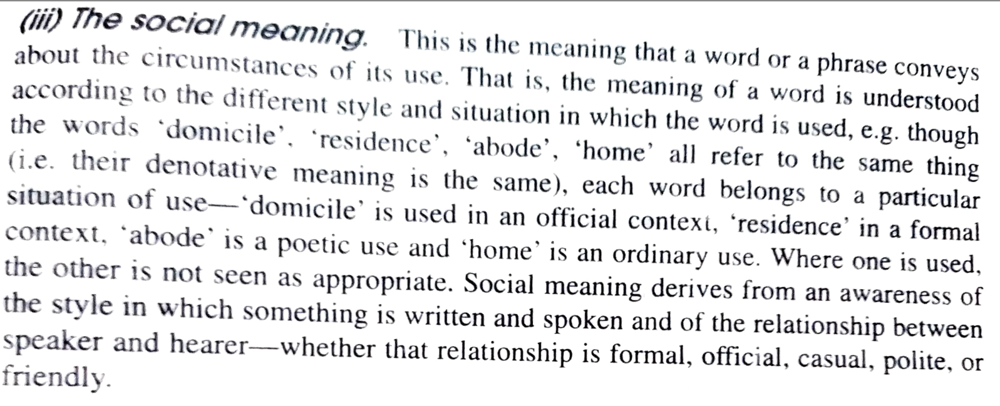 (iii) The social meaning. This is the meaning that a word or a phrase conveys
about the circumstances of its use. That is, the meaning of a word is understood
according to the different style and situation in which the word is used, e.g. though
the words ‘domicile’, ‘residence’, ‘abode’, ‘home’ all refer to the same thing
(i.e. their denotative meaning is the same), each word belongs to a particular
situation of use—‘domicile’ is used in an official context, ‘residence’ in a formal
context, ‘abode’ is a poetic use and ‘home’ is an ordinary use. Where one is used,
the other is not seen as appropriate. Social meaning derives from an awareness of
the style in which something is written and spoken and of the relationship between
speaker and hearer—whether that relationship is formal, official, casual, polite, or
friendly.